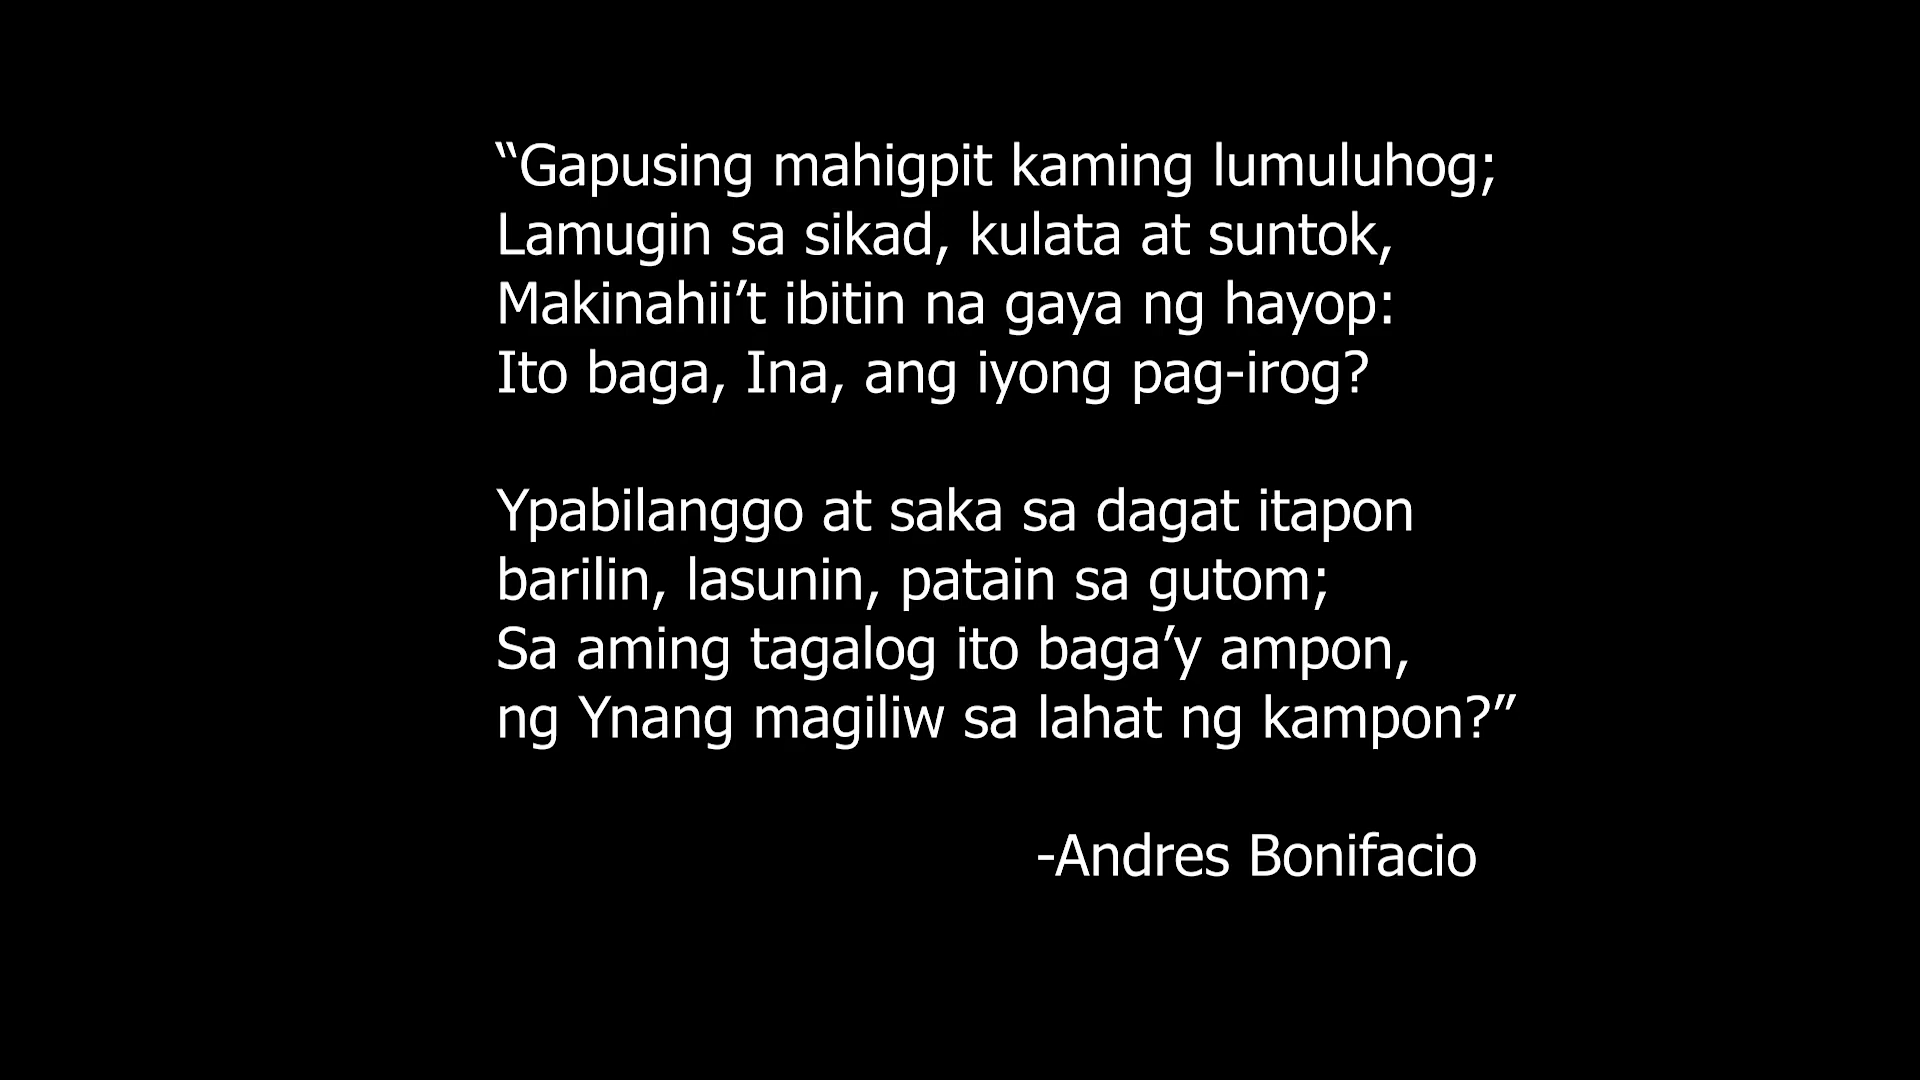 “Gapusing mahigpit kaming lumuluhog;
Lamugin sa sikad, kulata at suntok,
Makinahii’t ibitin na gaya ng hayop:
Ito baga, Ina, ang iyong pag-irog?
Ypabilanggo at saka sa dagat itapon
barilin, lasunin, patain sa gutom;
Sa aming tagalog ito baga’y ampon,
ng Ynang magiliw sa lahat ng kampon?”
-Andres Bonifacio